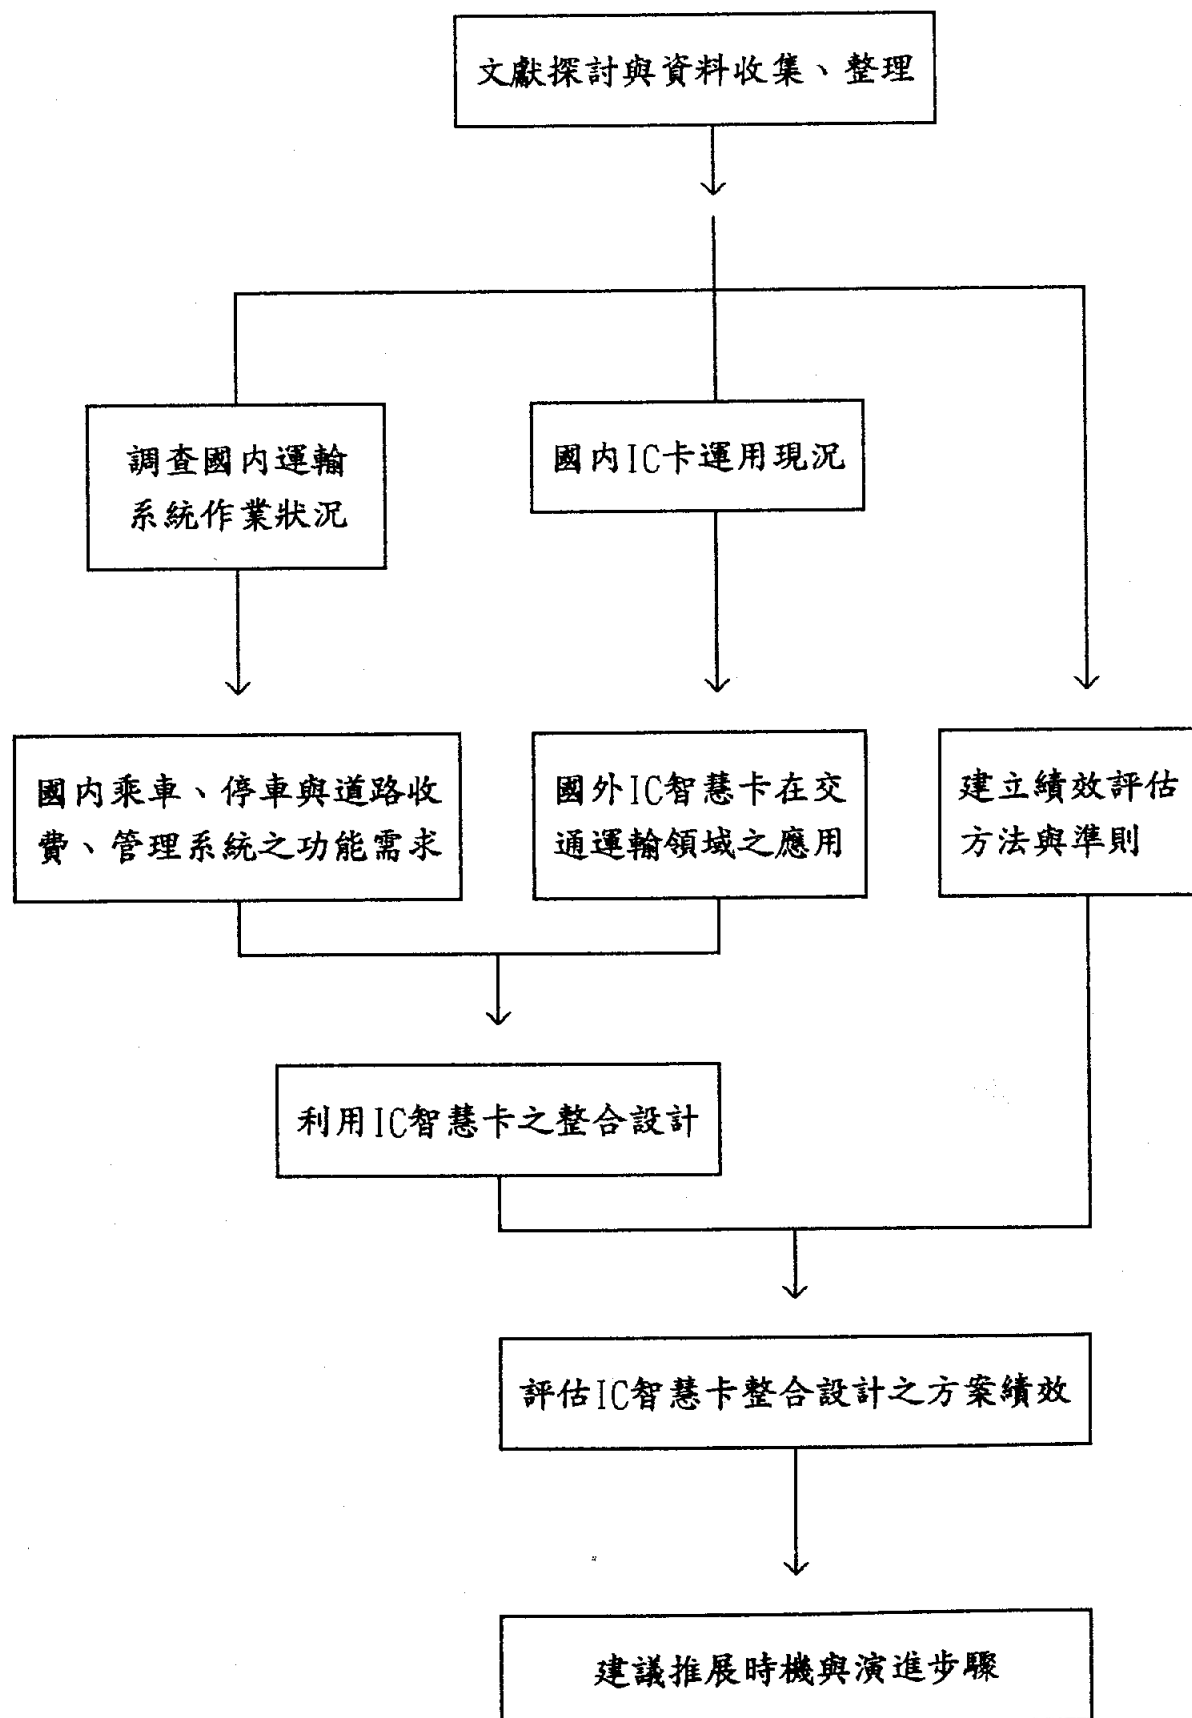 文獻探討與資料收集、整理
調查國內運輸
系統作業狀況
國內IC卡運用現況
國內乘車、停車與道路收
費、管理系統之功能需求
國外IC智慧卡在交
通運輸領域之應用
建立績效評估
方法與準則
利用IC智慧卡之整合設計
評估IC智慧卡整合設計之方案績效
建議推展時機與演進步驟